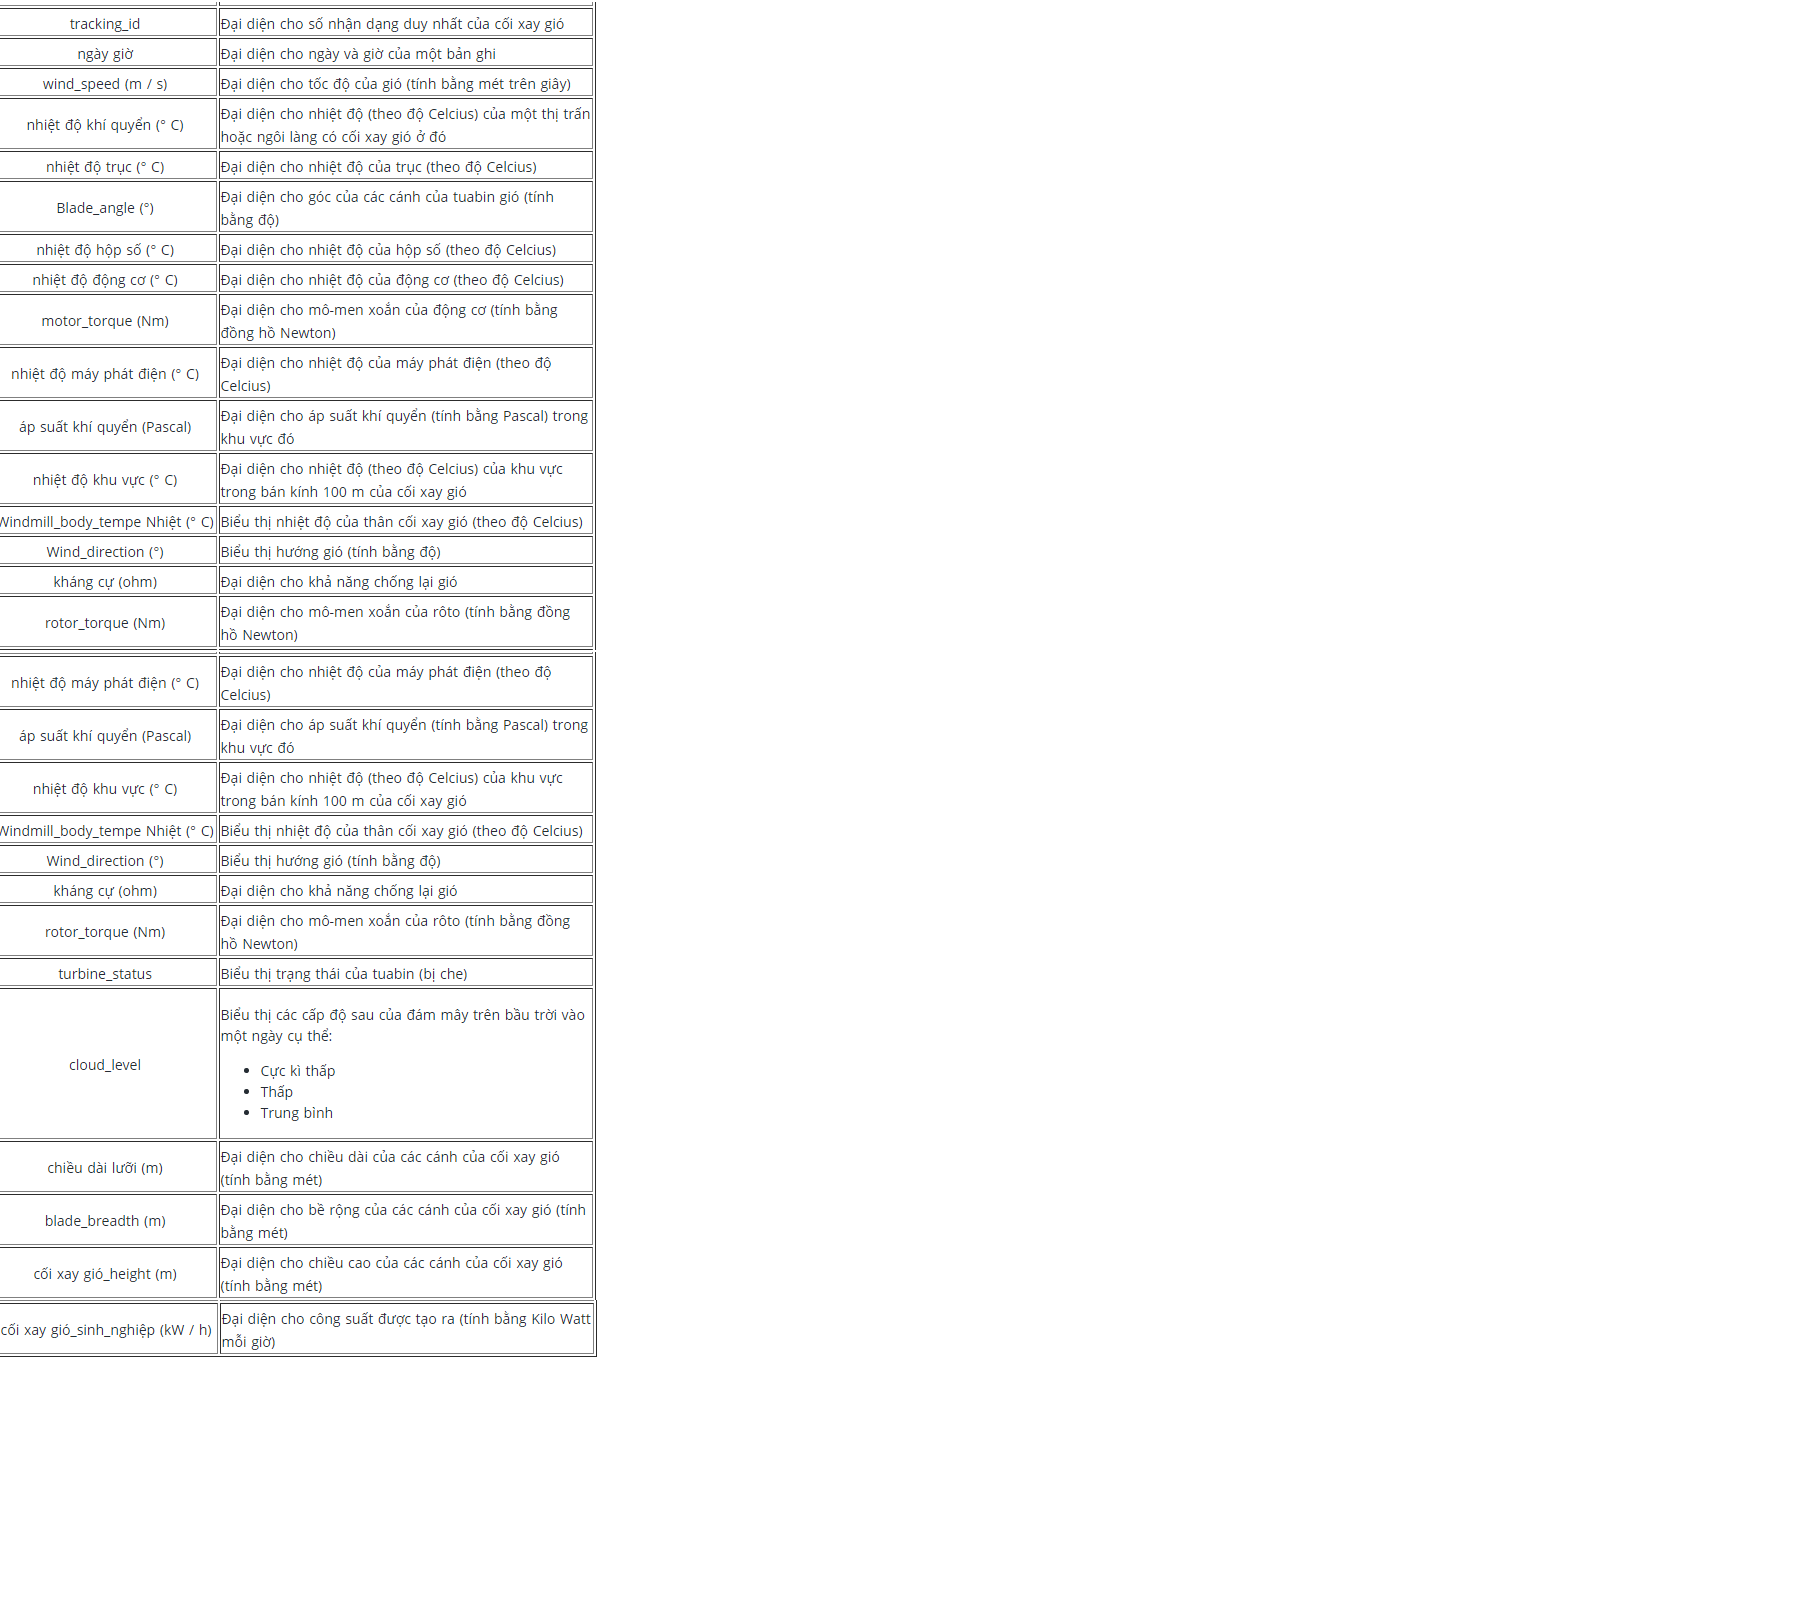 tracking_id
Đại diện cho số nhận dạng duy nhất của cối xay gió
ngày giờ
Đại diện cho ngày và giờ của một bản ghi
wind_speed (m / s)
Đại diện cho tốc độ của gió (tính bằng mét trên giây)
nhiệt độ khí quyển (° C)
Đại diện cho nhiệt độ (theo độ Celcius) của một thị trấn
hoặc ngôi làng có cối xay gió ở đó
nhiệt độ trục (° C)
Đại diện cho nhiệt độ của trục (theo độ Celcius)
Blade_angle (°)
Đại diện cho góc của các cánh của tuabin gió (tính
bằng độ)
nhiệt độ hộp số (° C)
Đại diện cho nhiệt độ của hộp số (theo độ Celcius)
nhiệt độ động cơ (° C)
Đại diện cho nhiệt độ của động cơ (theo độ Celcius)
motor_torque (Nm)
Đại diện cho mô-men xoắn của động cơ (tính bằng
đồng hồ Newton)
nhiệt độ máy phát điện (° C)
Đại diện cho nhiệt độ của máy phát điện (theo độ
Celcius)
áp suất khí quyển (Pascal)
Đại diện cho áp suất khí quyển (tính bằng Pascal) trong
khu vực đó
nhiệt độ khu vực (° C)
Đại diện cho nhiệt độ (theo độ Celcius) của khu vực
trong bán kính 100 m của cối xay gió
Windmill_body_tempe Nhiệt (° C)
Biểu thị nhiệt độ của thân cối xay gió (theo độ Celcius)
Wind_direction (°)
Biểu thị hướng gió (tính bằng độ)
kháng cự (ohm)
Đại diện cho khả năng chống lại gió
rotor_torque (Nm)
Đại diện cho mô-men xoắn của rôto (tính bằng đồng
hồ Newton)
nhiệt độ máy phát điện (° C)
Đại diện cho nhiệt độ của máy phát điện (theo độ
Celcius)
áp suất khí quyển (Pascal)
Đại diện cho áp suất khí quyển (tính bằng Pascal) trong
khu vực đó
nhiệt độ khu vực (° C)
Đại diện cho nhiệt độ (theo độ Celcius) của khu vực
trong bán kính 100 m của cối xay gió
Windmill_body_tempe Nhiệt (° C)
Biểu thị nhiệt độ của thân cối xay gió (theo độ Celcius)
Wind_direction (°)
Biểu thị hướng gió (tính bằng độ)
kháng cự (ohm)
Đại diện cho khả năng chống lại gió
rotor_torque (Nm)
Đại diện cho mô-men xoắn của rôto (tính bằng đồng
hồ Newton)
turbine_status
Biểu thị trạng thái của tuabin (bị che)
cloud_level
Biểu thị các cấp độ sau của đám mây trên bầu trời vào
một ngày cụ thể:
• Cực kì thấp
• Thấp
• Trung bình
chiều dài lưỡi (m)
Đại diện cho chiều dài của các cánh của cối xay gió
(tính bằng mét)
blade_breadth (m)
Đại diện cho bề rộng của các cánh của cối xay gió (tính
bằng mét)
cối xay gió_height (m)
Đại diện cho chiều cao của các cánh của cối xay gió
(tính bằng mét)
cối xay gió_sinh_nghiệp (kW / h)
Đại diện cho công suất được tạo ra (tính bằng Kilo Watt
mỗi giờ)